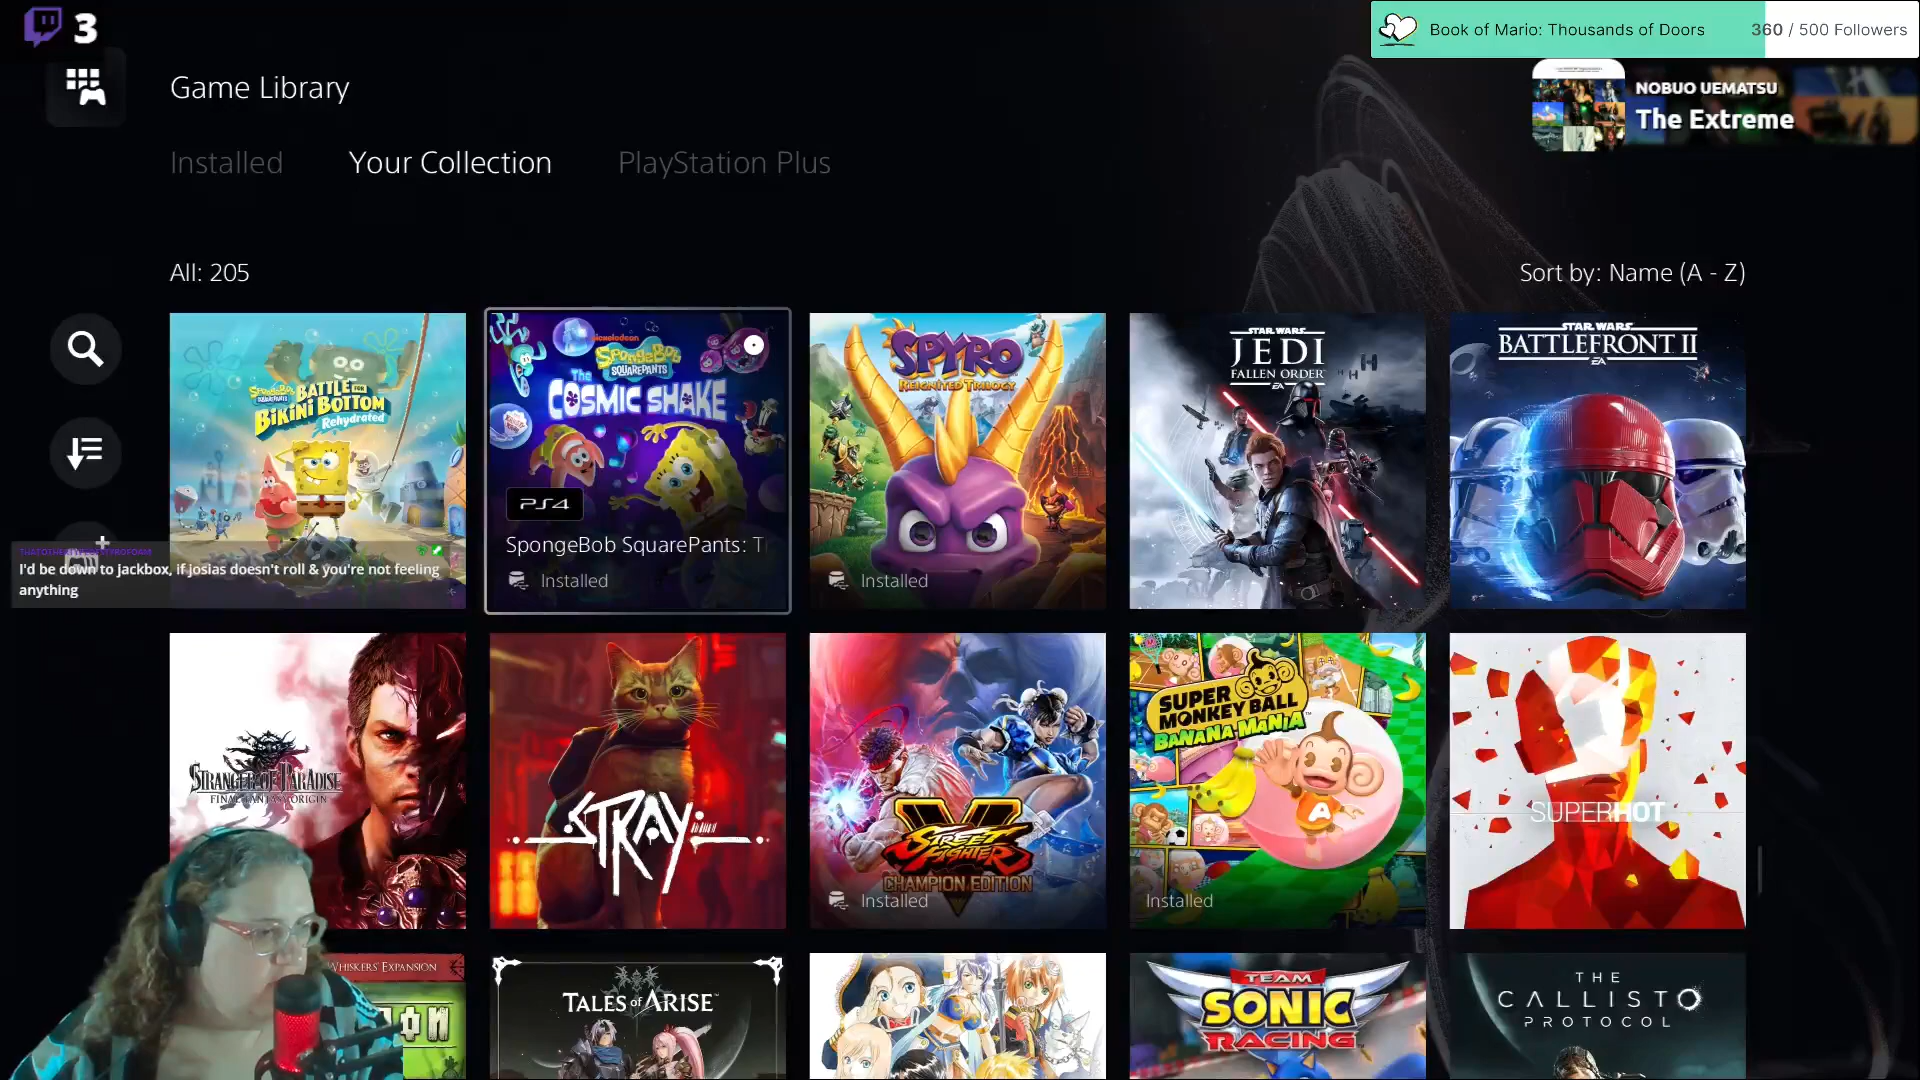 3
Book of Mario: Thousands of Doors
360 / 500 Followers
Game Library
NOBUO UEMATSU
The Extreme
Installed
Your Collection
PlayStation Plus
All: 205
Sort by: Name (A - Z)
SpongeBob
SQUAREPANTS
BATTLE FOR
BIKINI BOTTOM
Rehydrated
nickelodeon
SpongeBob
SQUAREPANTS
The
COSMIC SHAKE
PS4
SpongeBob SquarePants: T
Installed
SPYRO
REIGNITED TRILOGY
Installed
STAR WARS
JEDI
FALLEN ORDER
EA
STAR WARS
BATTLEFRONT II
EA
I'd be down to jackbox, if josias doesn't roll & you're not feeling
anything
STRANGER OF PARADISE
FINAL FANTASY ORIGIN
STRAY
V
STREET
FIGHTER
CHAMPION EDITION
Installed
SUPER
MONKEY BALL
BANANA MANIA
A
Installed
SUPERHOT
WHISKERS' EXPANSION
TALES of ARISE
TEAM
SONIC
RACING
THE
CALLISTO
PROTOCOL